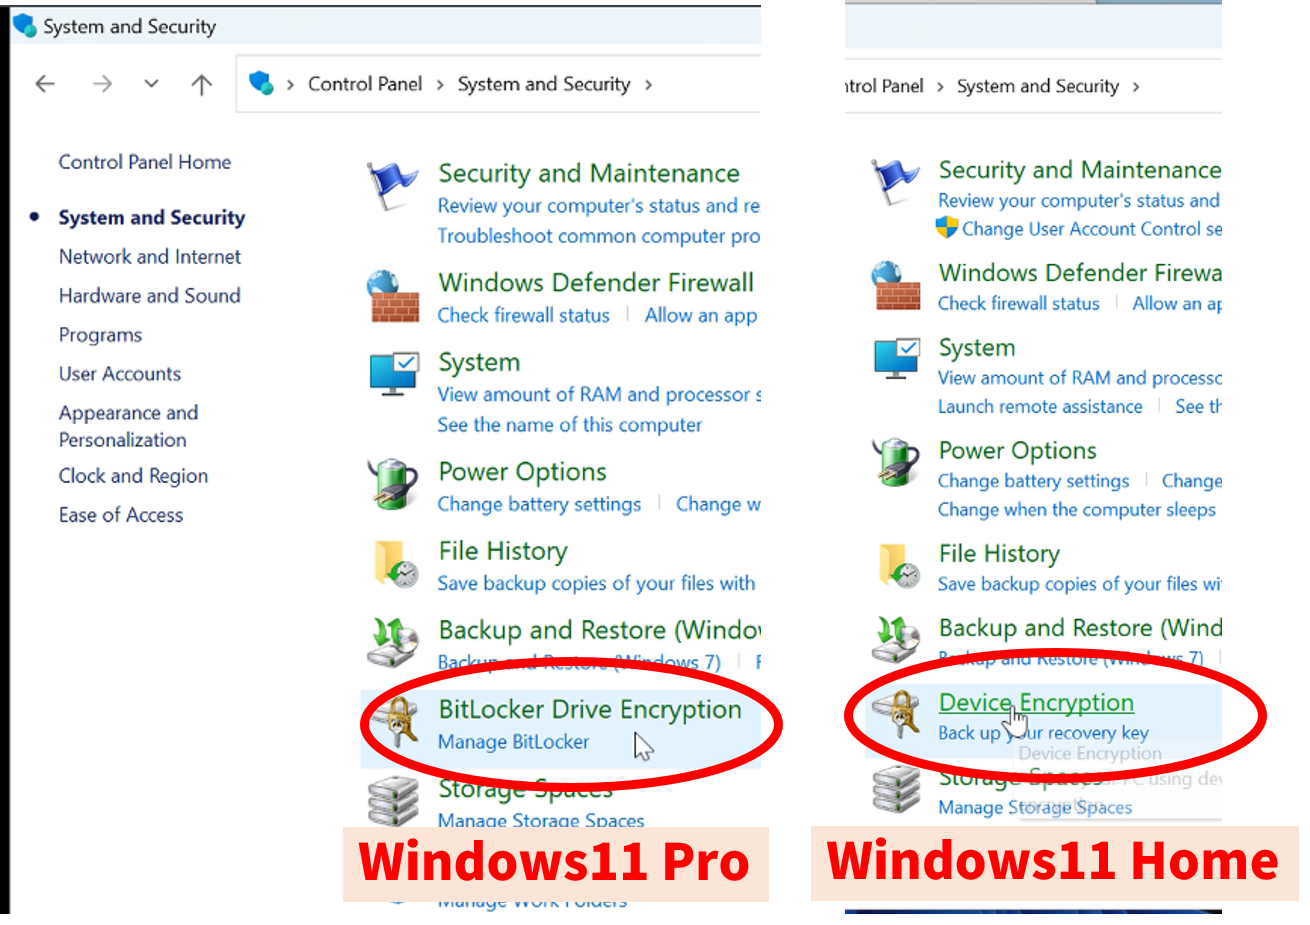 System and Security
Control Panel > System and Security >
Control Panel Home
System and Security
Network and Internet
Hardware and Sound
Programs
User Accounts
Appearance and
Personalization
Clock and Region
Ease of Access
Security and Maintenance
Review your computer's status and re
Troubleshoot common computer pro
Windows Defender Firewall
Check firewall status | Allow an app
System
View amount of RAM and processor s
See the name of this computer
Power Options
Change battery settings | Change w
File History
Save backup copies of your files with
Backup and Restore (Windov
Backup and Restore (Windows 7) | F
BitLocker Drive Encryption
Manage BitLocker
Storage Spaces
Manage Storage Spaces
Windows11 Pro
Manage Work Folders
ntrol Panel > System and Security >
Security and Maintenance
Review your computer's status and
Change User Account Control se
Windows Defender Firewa
Check firewall status | Allow an ap
System
View amount of RAM and processo
Launch remote assistance | See th
Power Options
Change battery settings | Change
Change when the computer sleeps
File History
Save backup copies of your files wi
Backup and Restore (Wind
Backup and Restore (Windows 7)
Device Encryption
Back up your recovery key
Device Encryption
Storage Spaces
PC using dev
Manage Storage Spaces
encryption
Windows11 Home